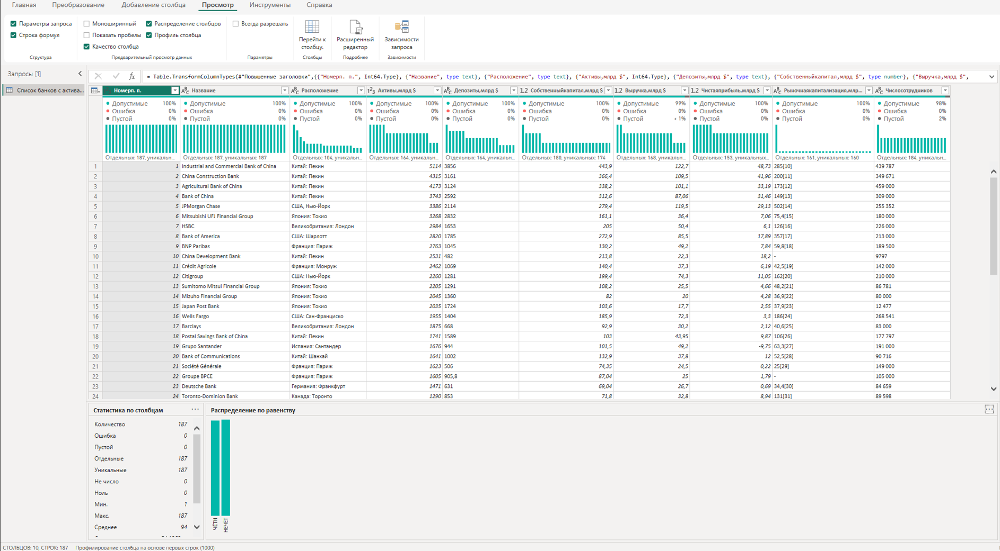 Главная Преобразование Добавление столбца Просмотр Инструменты Справка
Параметры запроса Моноширинный Распределение столбцов Всегда разрешать
Строка формул Показать пробелы Профиль столбца
Качество столбца
Перейти к столбцу. Расширенный редактор Зависимости запроса
Структура Предварительный просмотр данных Параметры Столбцы Подробнее Зависимости
Запросы [1]
Список банков с актива...
fx = Table.TransformColumnTypes(#"Повышенные заголовки",{{"Номерп. п.", Int64.Type}, {"Название", type text}, {"Расположение", type text}, {"Активы,млрд $", Int64.Type}, {"Депозиты,млрд $", type text}, {"Собственныйкапитал,млрд $", type number}, {"Выручка,млрд $",
Номерп. п. ABC Название ABC Расположение 123 Активы,млрд $ ABC Депозиты,млрд $ 1.2 Собственныйкапитал,млрд $ 1.2 Выручка,млрд $ 1.2 Чистаяприбыль,млрд $ ABC Рыночнаякапитализация,млр... ABC Числосотрудников
Допустимые 100% Допустимые 100% Допустимые 100% Допустимые 100% Допустимые 100% Допустимые 100% Допустимые 99% Допустимые 100% Допустимые 100% Допустимые 98%
Ошибка 0% Ошибка 0% Ошибка 0% Ошибка 0% Ошибка 0% Ошибка 0% Ошибка 0% Ошибка 0% Ошибка 0% Ошибка 0%
Пустой 0% Пустой 0% Пустой 0% Пустой 0% Пустой 0% Пустой 0% Пустой < 1% Пустой 0% Пустой 0% Пустой 2%
Отдельных: 187, уникальн... Отдельных: 187, уникальных: 187 Отдельных: 104, уникальн... Отдельных: 164, уникальн... Отдельных: 164, уникальн... Отдельных: 180, уникальных: 174 Отдельных: 168, уникальн... Отдельных: 153, уникальных... Отдельных: 161, уникальных: 160 Отдельных: 184, уникальн...
1 1 Industrial and Commercial Bank of China Китай: Пекин 5114 3856 443,9 122,7 48,73 285[10] 439 787
2 2 China Construction Bank Китай: Пекин 4315 3161 366,4 109,5 41,96 200[11] 349 671
3 3 Agricultural Bank of China Китай: Пекин 4173 3124 338,2 101,1 33,19 173[12] 459 000
4 4 Bank of China Китай: Пекин 3743 2592 312,6 87,06 31,46 149[13] 309 000
5 5 JPMorgan Chase США, Нью-Йорк 3386 2114 279,4 119,5 29,13 502[14] 255 352
6 6 Mitsubishi UFJ Financial Group Япония: Токио 3268 2832 161,1 36,4 7,06 75,4[15] 180 000
7 7 HSBC Великобритания: Лондон 2984 1653 205 50,4 6,1 126[16] 226 000
8 8 Bank of America США: Шарлотт 2820 1785 272,9 85,5 17,89 357[17] 213 000
9 9 BNP Paribas Франция: Париж 2763 1045 130,2 49,2 7,84 59,8[18] 189 500
10 10 China Development Bank Китай: Пекин 2531 482 213,8 22,3 18,2 - 9797
11 11 Crédit Agricole Франция: Монруж 2462 1069 140,4 37,3 6,19 42,5[19] 142 000
12 12 Citigroup США: Нью-Йорк 2260 1281 199,4 74,3 11,05 162[20] 210 000
13 13 Sumitomo Mitsui Financial Group Япония: Токио 2205 1291 108,2 25,5 4,66 48,2[21] 86 781
14 14 Mizuho Financial Group Япония: Токио 2045 1360 82 20 4,28 36,9[22] 80 000
15 15 Japan Post Bank Япония: Токио 2035 1724 103,6 17,7 2,55 37,9[23] 12 477
16 16 Wells Fargo США: Сан-Франциско 1955 1404 185,9 72,3 3,3 186[24] 268 541
17 17 Barclays Великобритания: Лондон 1875 668 92,9 30,2 2,12 40,6[25] 83 000
18 18 Postal Savings Bank of China Китай: Пекин 1741 1589 103 43,95 9,87 106[26] 177 797
19 19 Grupo Santander Испания: Сантандер 1676 944 101,5 49,2 -9,75 63,3[27] 191 000
20 20 Bank of Communications Китай: Шанхай 1641 1002 132,9 37,8 12 52,5[28] 90 716
21 21 Société Générale Франция: Париж 1623 506 74,35 24,5 0,22 25[29] 149 000
22 22 Groupe BPCE Франция: Париж 1605 905,8 87,04 25 1,79 - 105 000
23 23 Deutsche Bank Германия: Франкфурт 1471 631 69,04 26,7 0,69 34,4[30] 84 659
24 24 Toronto-Dominion Bank Канада: Торонто 1290 853 71,8 32,8 8,94 131[31] 89 598
Статистика по столбцам ...
Количество 187
Ошибка 0
Пустой 0
Отдельные 187
Уникальные 187
Не число 0
Ноль 0
Мин. 1
Макс. 187
Среднее 94
Распределение по равенству ...
ЧЁТН
НЕЧЁТ
СТОЛБЦОВ: 10, СТРОК: 187 Профилирование столбца на основе первых строк (1000)